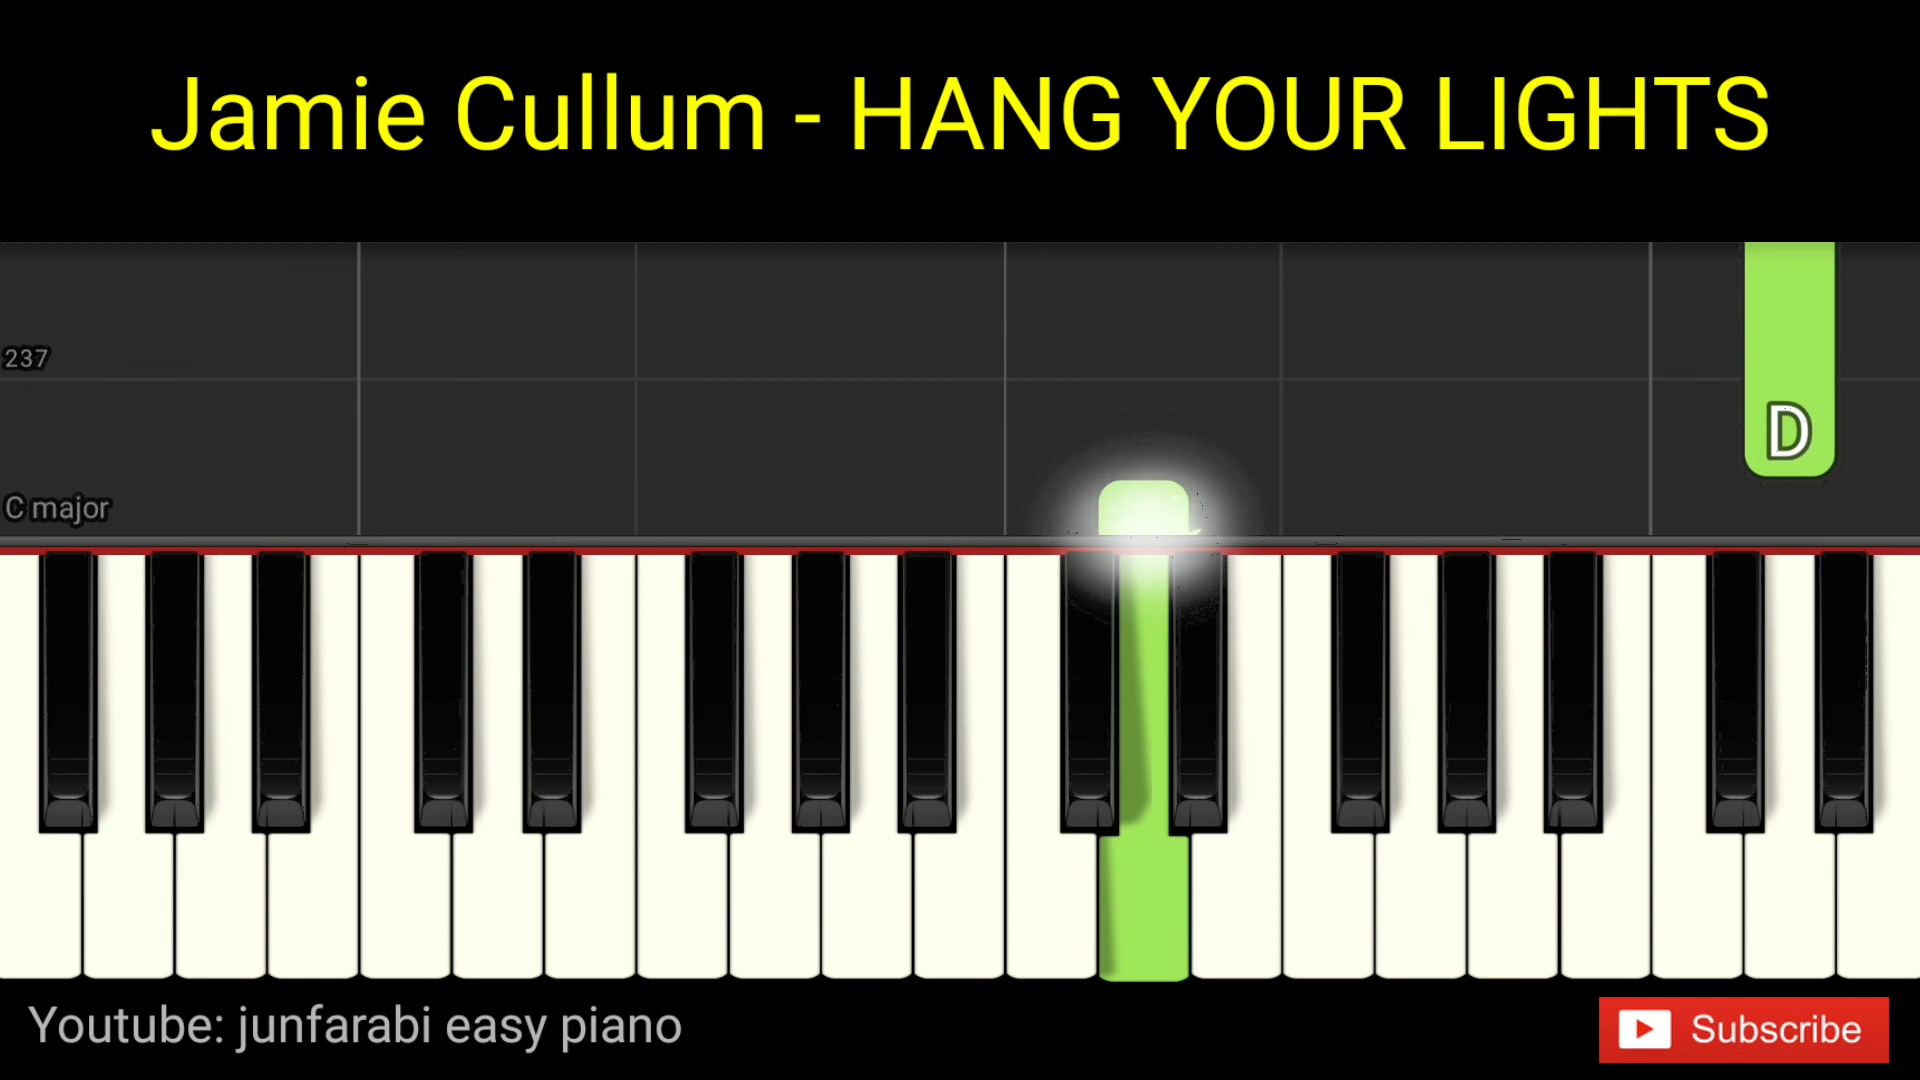 Jamie Cullum - HANG YOUR LIGHTS
237
D
C major
Youtube: junfarabi easy piano
Subscribe